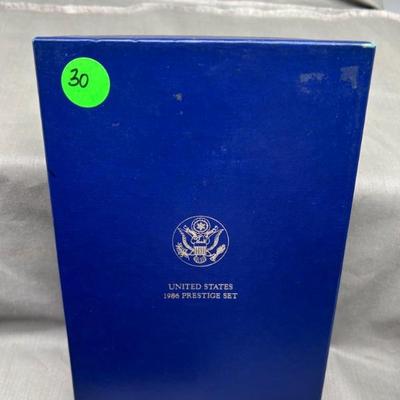 30
UNITED STATES
1986 PRESTIGE SET